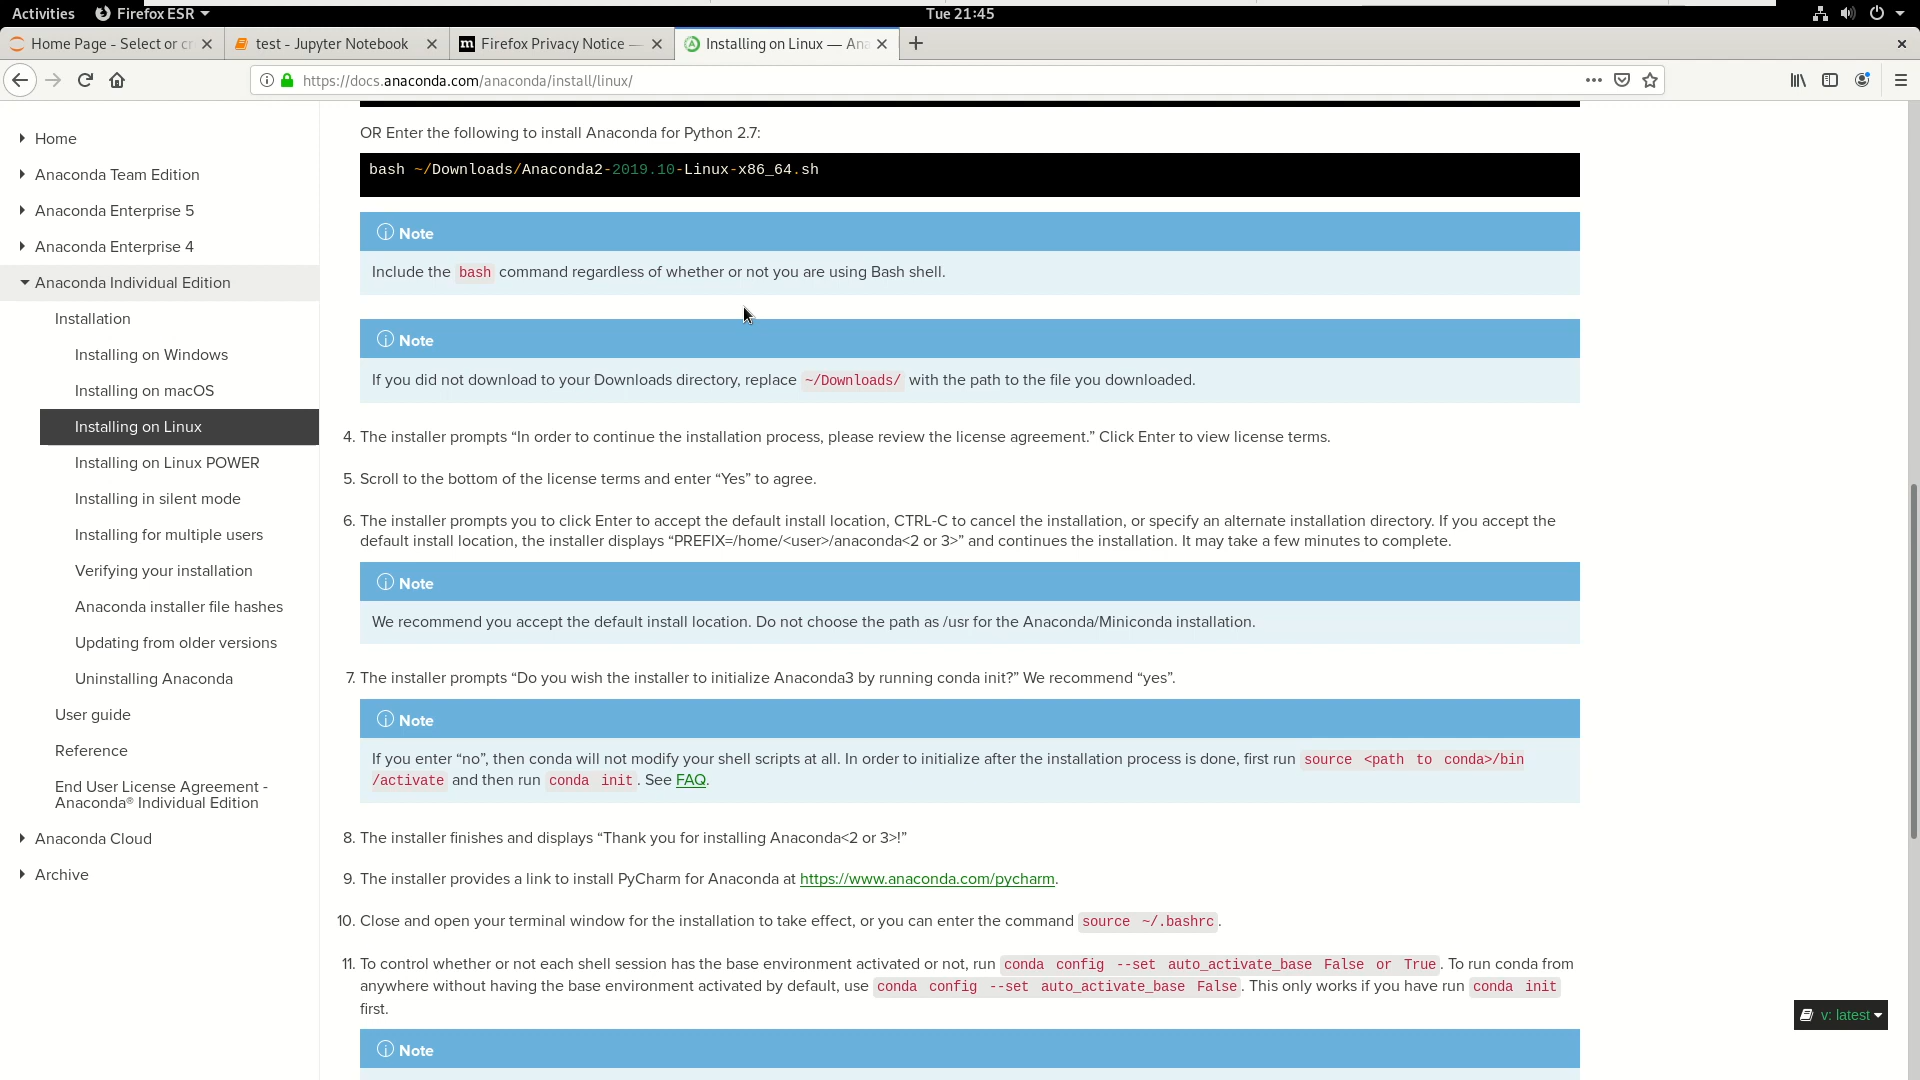 Activities Firefox ESR Tue 21:45
Home Page - Select or cr test - Jupyter Notebook Firefox Privacy Notice — Installing on Linux — Ana
https://docs.anaconda.com/anaconda/install/linux/
Home
Anaconda Team Edition
Anaconda Enterprise 5
Anaconda Enterprise 4
Anaconda Individual Edition
Installation
Installing on Windows
Installing on macOS
Installing on Linux
Installing on Linux POWER
Installing in silent mode
Installing for multiple users
Verifying your installation
Anaconda installer file hashes
Updating from older versions
Uninstalling Anaconda
User guide
Reference
End User License Agreement -
Anaconda® Individual Edition
Anaconda Cloud
Archive
OR Enter the following to install Anaconda for Python 2.7:
bash ~/Downloads/Anaconda2-2019.10-Linux-x86_64.sh
Note
Include the bash command regardless of whether or not you are using Bash shell.
Note
If you did not download to your Downloads directory, replace ~/Downloads/ with the path to the file you downloaded.
4. The installer prompts “In order to continue the installation process, please review the license agreement.” Click Enter to view license terms.
5. Scroll to the bottom of the license terms and enter “Yes” to agree.
6. The installer prompts you to click Enter to accept the default install location, CTRL-C to cancel the installation, or specify an alternate installation directory. If you accept the
default install location, the installer displays “PREFIX=/home/<user>/anaconda<2 or 3>” and continues the installation. It may take a few minutes to complete.
Note
We recommend you accept the default install location. Do not choose the path as /usr for the Anaconda/Miniconda installation.
7. The installer prompts “Do you wish the installer to initialize Anaconda3 by running conda init?” We recommend “yes”.
Note
If you enter “no”, then conda will not modify your shell scripts at all. In order to initialize after the installation process is done, first run source <path to conda>/bin
/activate and then run conda init. See FAQ.
8. The installer finishes and displays “Thank you for installing Anaconda<2 or 3>!”
9. The installer provides a link to install PyCharm for Anaconda at https://www.anaconda.com/pycharm.
10. Close and open your terminal window for the installation to take effect, or you can enter the command source ~/.bashrc.
11. To control whether or not each shell session has the base environment activated or not, run conda config --set auto_activate_base False or True. To run conda from
anywhere without having the base environment activated by default, use conda config --set auto_activate_base False. This only works if you have run conda init
first.
Note
v: latest